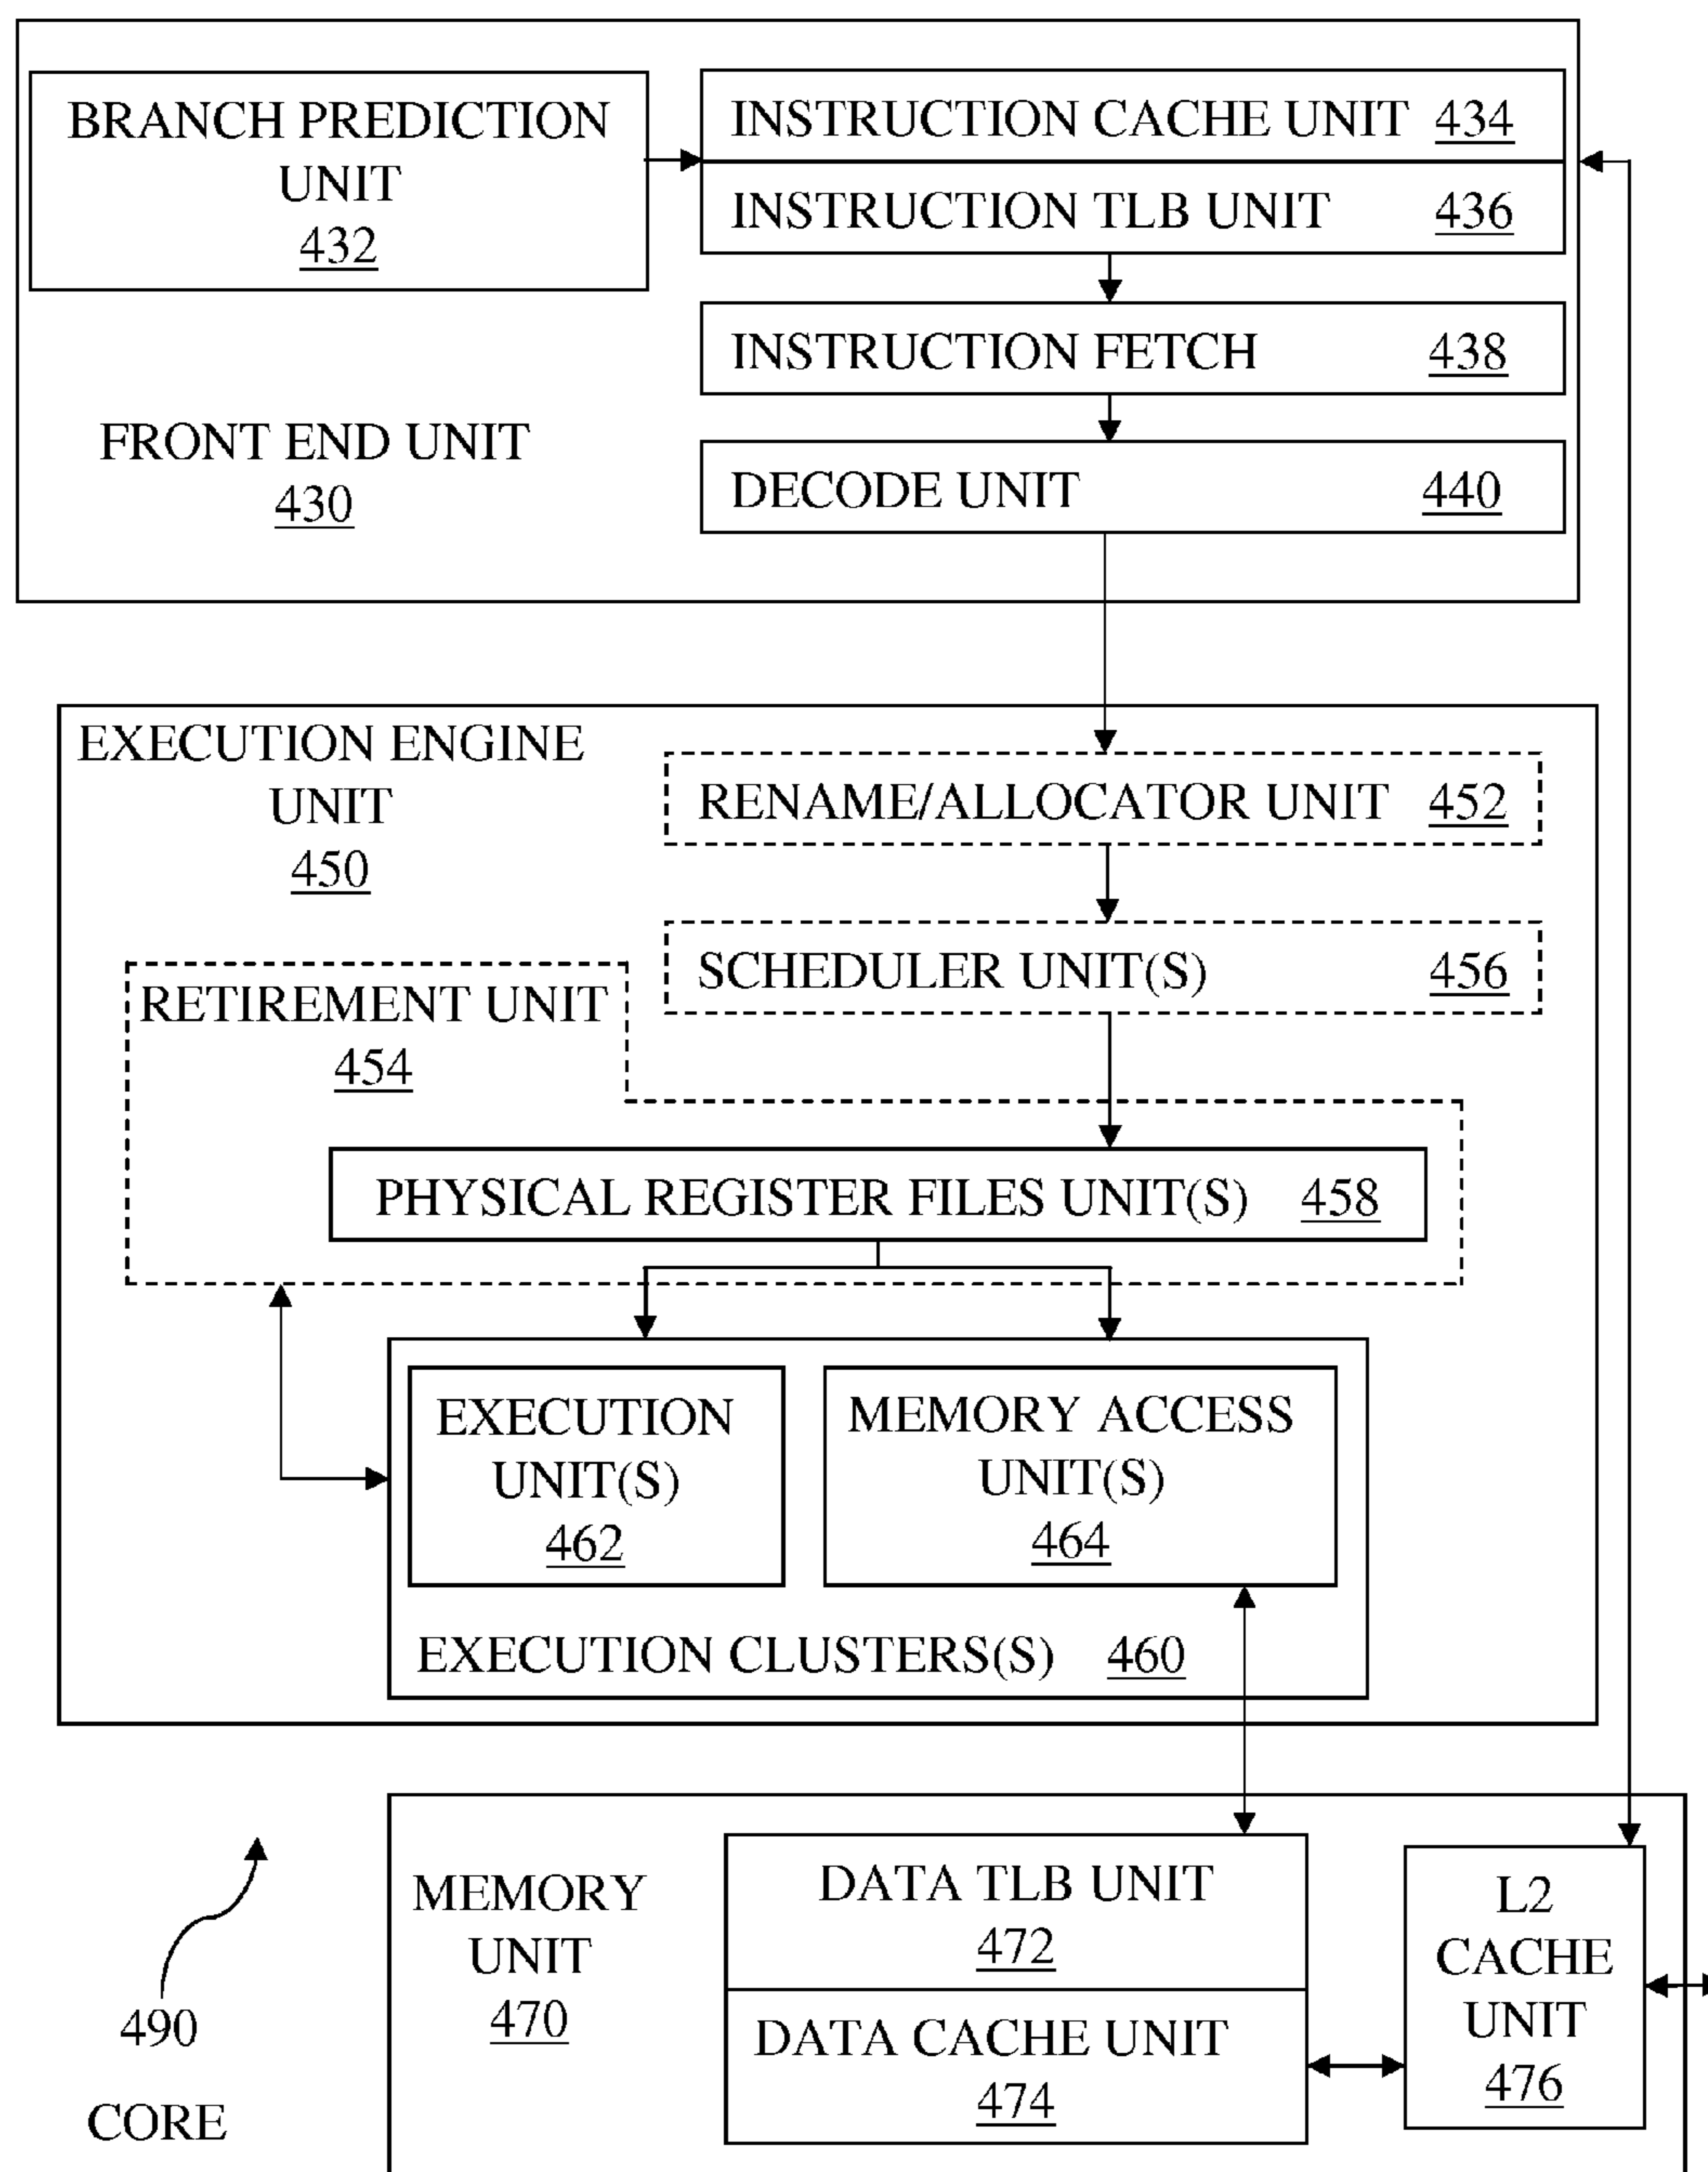 BRANCH PREDICTION
UNIT
432
INSTRUCTION CACHE UNIT 434
INSTRUCTION TLB UNIT 436
INSTRUCTION FETCH 438
FRONT END UNIT
430
DECODE UNIT 440
EXECUTION ENGINE
UNIT
450
RENAME/ALLOCATOR UNIT 452
SCHEDULER UNIT(S) 456
RETIREMENT UNIT
454
PHYSICAL REGISTER FILES UNIT(S) 458
EXECUTION
UNIT(S)
462
MEMORY ACCESS
UNIT(S)
464
EXECUTION CLUSTERS(S) 460
MEMORY
UNIT
470
DATA TLB UNIT
472
DATA CACHE UNIT
474
L2
CACHE
UNIT
476
490
CORE